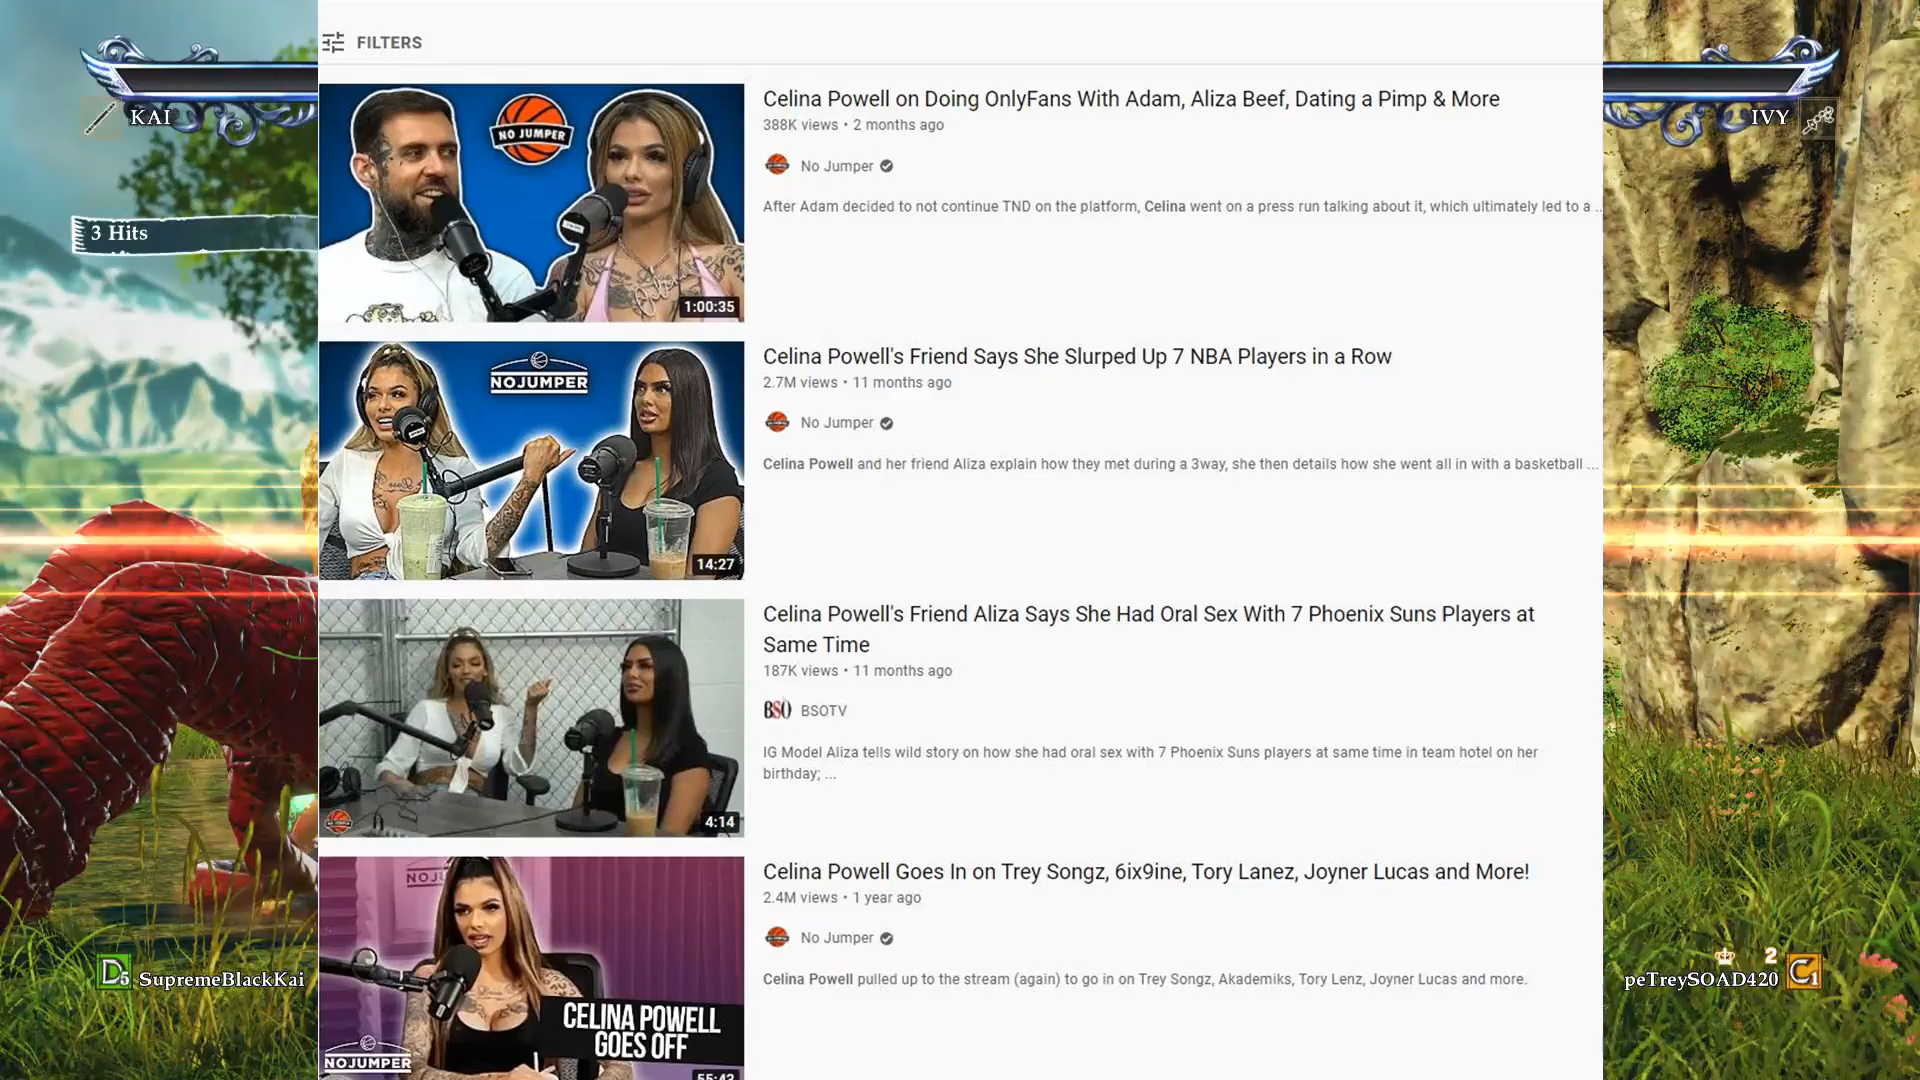 FILTERS
KAI
IVY
3 Hits
NO JUMPER
1:00:35
Celina Powell on Doing OnlyFans With Adam, Aliza Beef, Dating a Pimp & More
388K views • 2 months ago
No Jumper
After Adam decided to not continue TND on the platform, Celina went on a press run talking about it, which ultimately led to a ...
NOJUMPER
14:27
Celina Powell's Friend Says She Slurped Up 7 NBA Players in a Row
2.7M views • 11 months ago
No Jumper
Celina Powell and her friend Aliza explain how they met during a 3way, she then details how she went all in with a basketball ...
4:14
Celina Powell's Friend Aliza Says She Had Oral Sex With 7 Phoenix Suns Players at
Same Time
187K views • 11 months ago
BSO BSOTV
IG Model Aliza tells wild story on how she had oral sex with 7 Phoenix Suns players at same time in team hotel on her
birthday; ...
NOJU
CELINA POWELL
GOES OFF
NOJUMPER
55:43
Celina Powell Goes In on Trey Songz, 6ix9ine, Tory Lanez, Joyner Lucas and More!
2.4M views • 1 year ago
No Jumper
Celina Powell pulled up to the stream (again) to go in on Trey Songz, Akademiks, Tory Lenz, Joyner Lucas and more.
D5 SupremeBlackKai
2
peTreySOAD420 C1